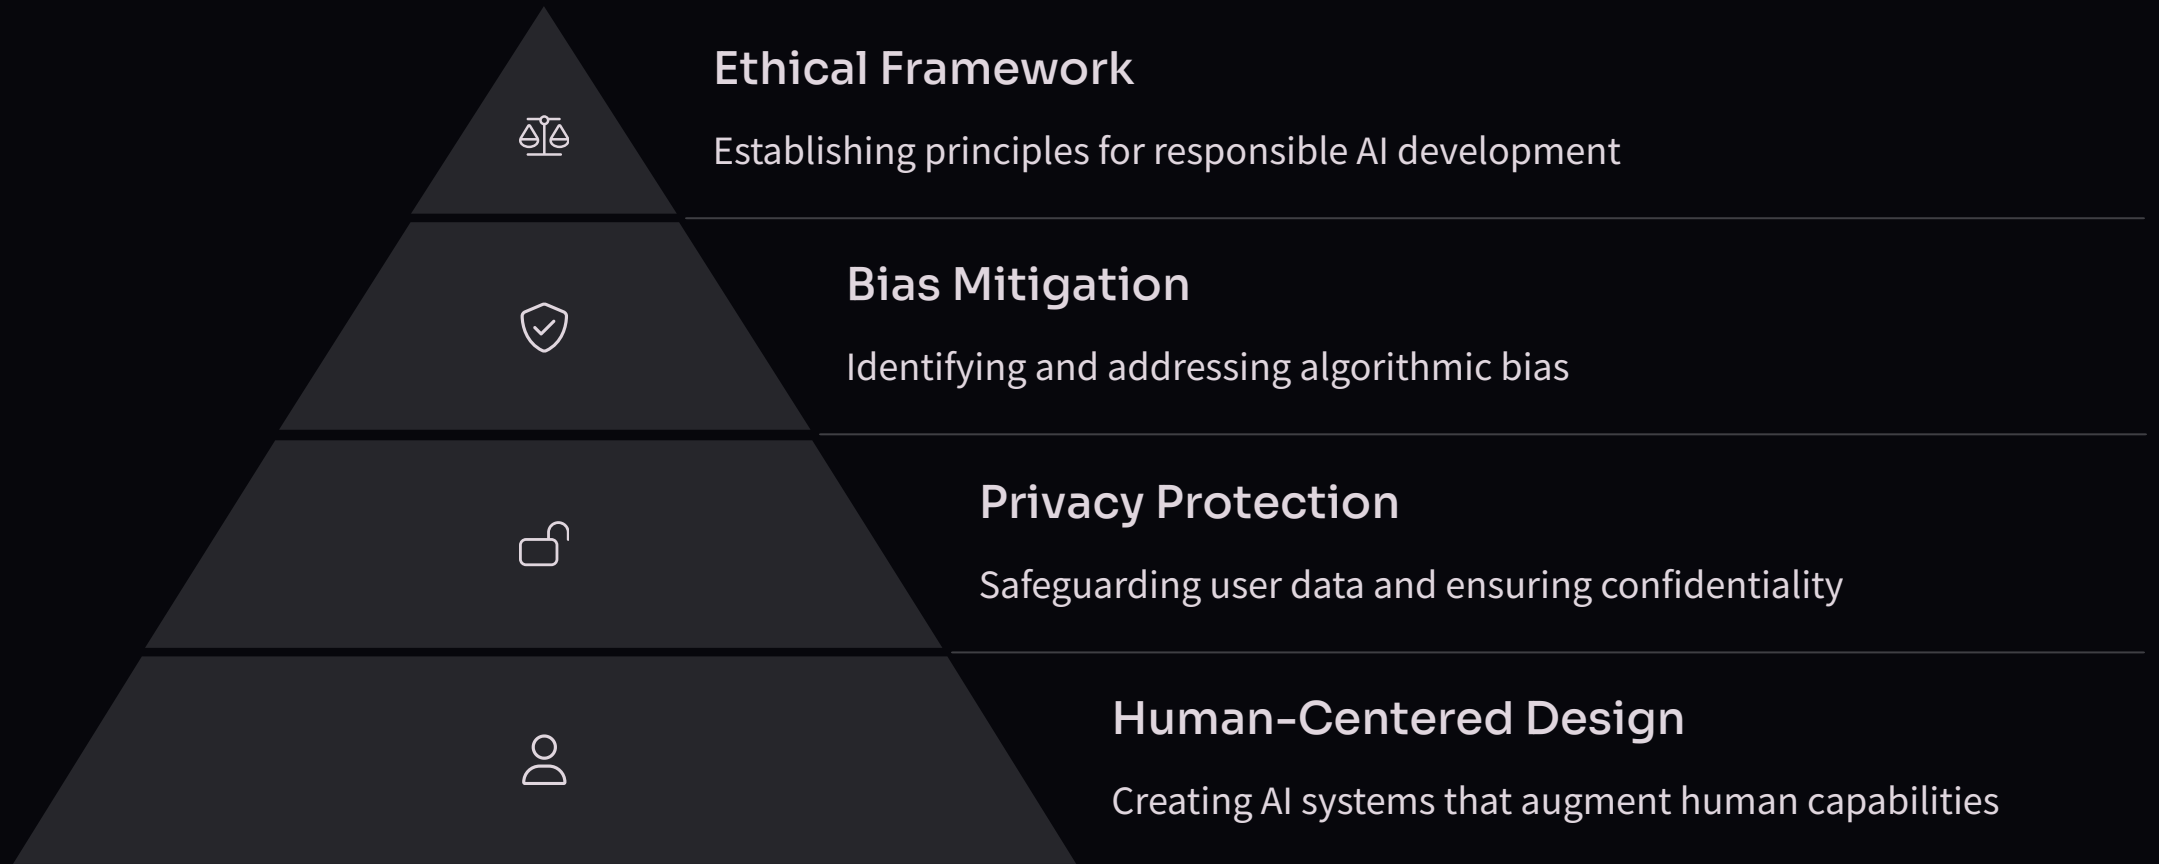 Ethical Framework
Establishing principles for responsible AI development
Bias Mitigation
Identifying and addressing algorithmic bias
Privacy Protection
Safeguarding user data and ensuring confidentiality
Human-Centered Design
Creating AI systems that augment human capabilities